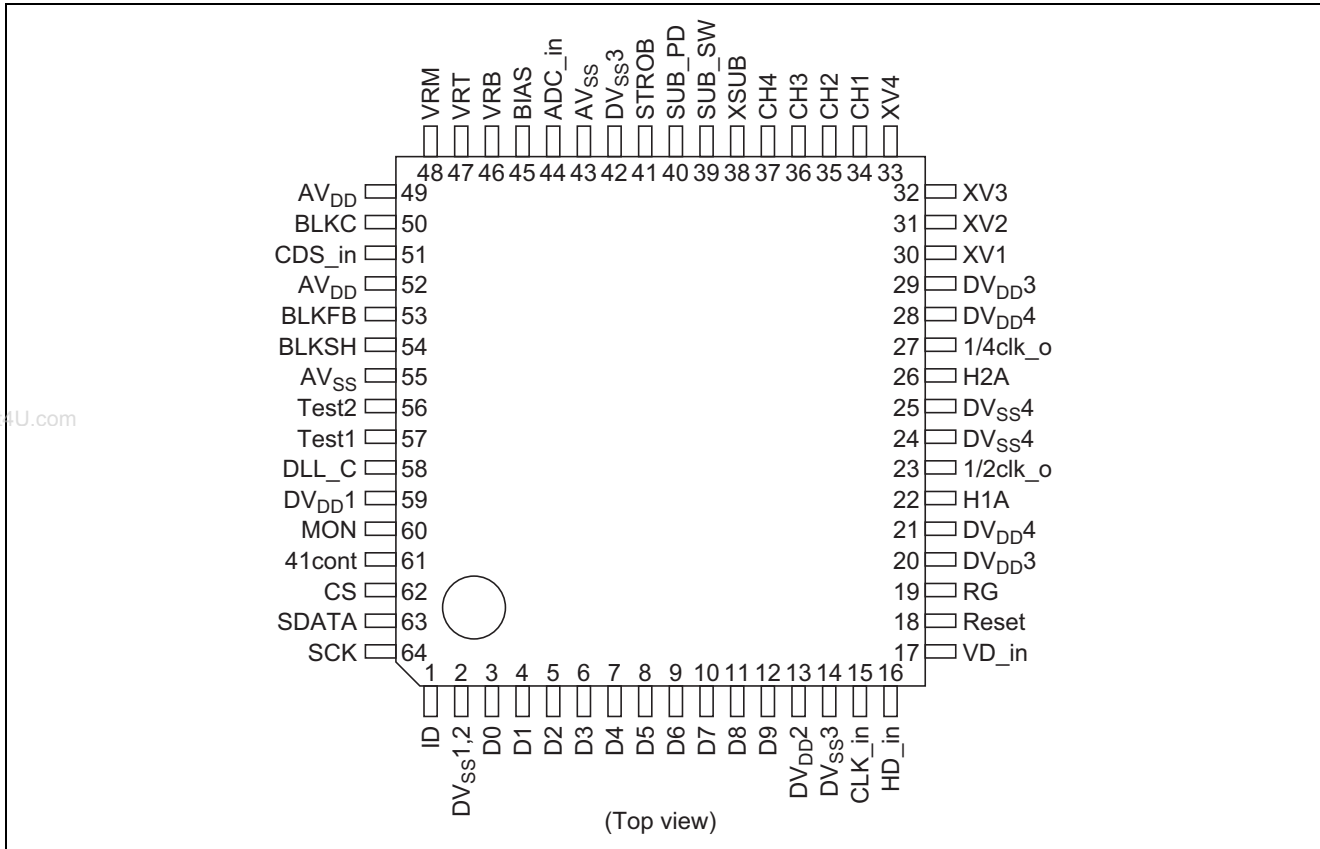 VRM
VRT
VRB
BIAS
ADC_in
AVSS
DVSS3
STROB
SUB_PD
SUB_SW
XSUB
CH4
CH3
CH2
CH1
XV4
48 47 46 45 44 43 42 41 40 39 38 37 36 35 34 33
AVDD 49
BLKC 50
CDS_in 51
AVDD 52
BLKFB 53
BLKSH 54
AVSS 55
Test2 56
Test1 57
DLL_C 58
DVDD1 59
MON 60
41cont 61
CS 62
SDATA 63
SCK 64
32 XV3
31 XV2
30 XV1
29 DVDD3
28 DVDD4
27 1/4clk_o
26 H2A
25 DVSS4
24 DVSS4
23 1/2clk_o
22 H1A
21 DVDD4
20 DVDD3
19 RG
18 Reset
17 VD_in
1 2 3 4 5 6 7 8 9 10 11 12 13 14 15 16
ID
DVSS1,2
D0
D1
D2
D3
D4
D5
D6
D7
D8
D9
DVDD2
DVSS3
CLK_in
HD_in
(Top view)
4U.com